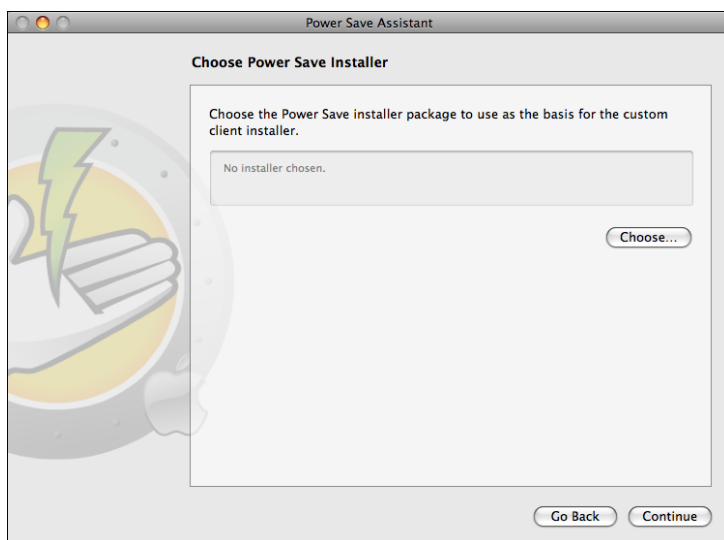 Power Save Assistant
Choose Power Save Installer
Choose the Power Save installer package to use as the basis for the custom
client installer.
No installer chosen.
Choose...
Go Back
Continue